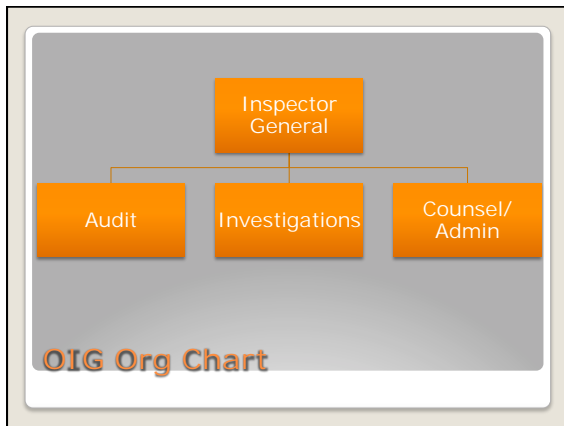 Inspector
General
Audit
Investigations
Counsel/
Admin
OIG Org Chart